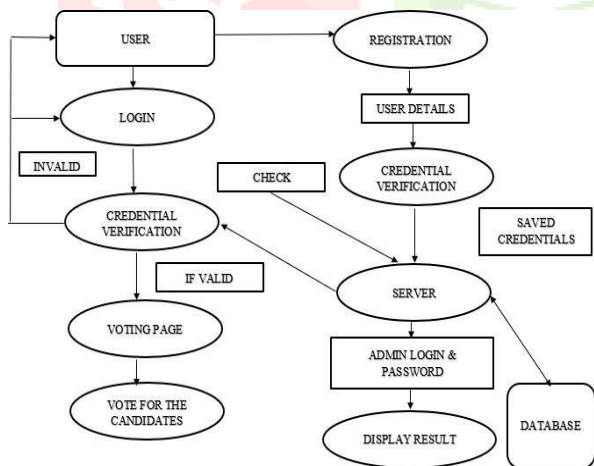 USER
REGISTRATION
USER DETAILS
LOGIN
INVALID
CHECK
CREDENTIAL
VERIFICATION
CREDENTIAL
VERIFICATION
SAVED
CREDENTIALS
IF VALID
SERVER
VOTING PAGE
ADMIN LOGIN &
PASSWORD
VOTE FOR THE
CANDIDATES
DISPLAY RESULT
DATABASE